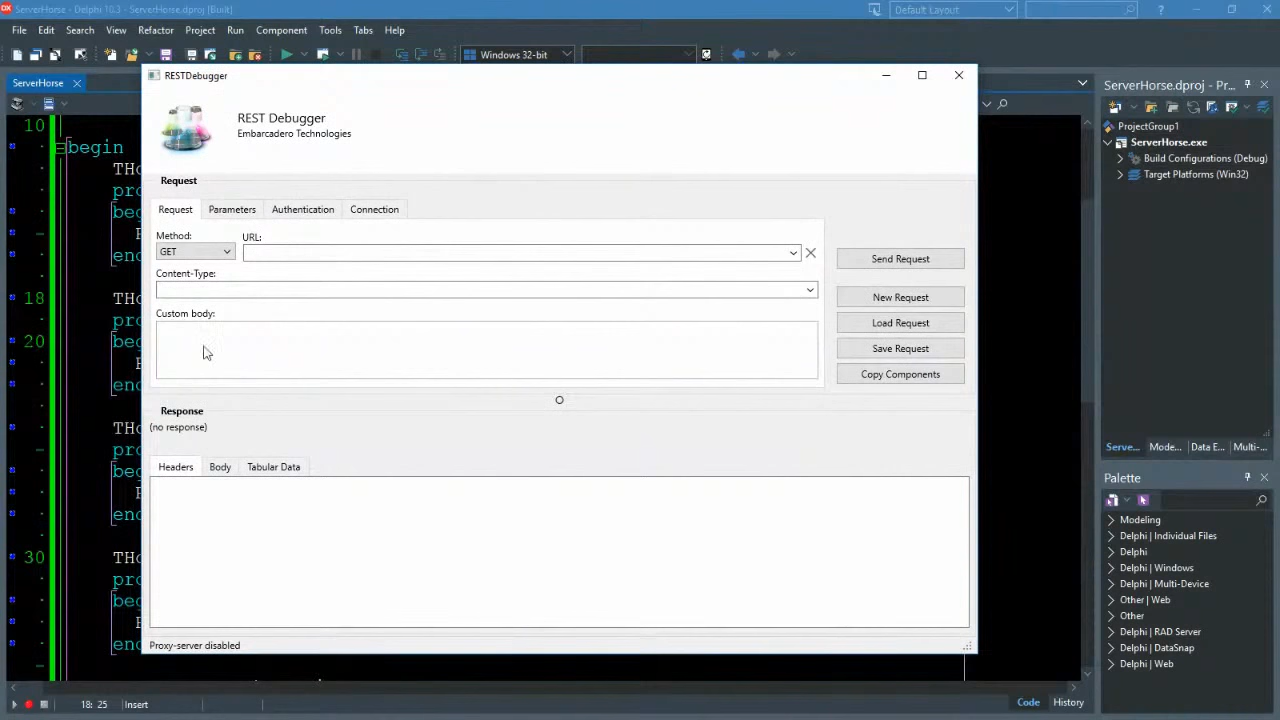 ServerHorse - Delphi 10.3 - ServerHorse.dproj [Built]
Default Layout
File Edit Search View Refactor Project Run Component Tools Tabs Help
Windows 32-bit
ServerHorse
RESTDebugger
REST Debugger
Embarcadero Technologies
Request
Request Parameters Authentication Connection
Method:
URL:
GET
Content-Type:
Custom body:
Send Request
New Request
Load Request
Save Request
Copy Components
Response
(no response)
Headers Body Tabular Data
Proxy-server disabled
10
begin
18
20
30
ServerHorse.dproj - Pr...
ProjectGroup1
ServerHorse.exe
Build Configurations (Debug)
Target Platforms (Win32)
Serve... Mode... Data E... Multi-...
Palette
Modeling
Delphi | Individual Files
Delphi
Delphi | Windows
Delphi | Multi-Device
Other | Web
Other
Delphi | RAD Server
Delphi | DataSnap
Delphi | Web
18: 25 Insert
Code History